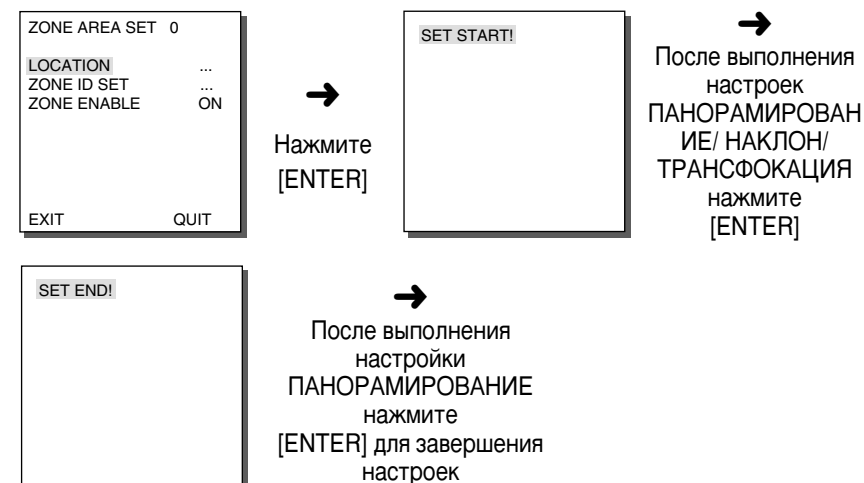 ZONE AREA SET 0
LOCATION ...
ZONE ID SET ...
ZONE ENABLE ON
EXIT QUIT
Нажмите
[ENTER]
SET START!
После выполнения
настроек
ПАНОРАМИРОВАН
ИЕ/ НАКЛОН/
ТРАНСФОКАЦИЯ
нажмите
[ENTER]
SET END!
После выполнения
настройки
ПАНОРАМИРОВАНИЕ
нажмите
[ENTER] для завершения
настроек